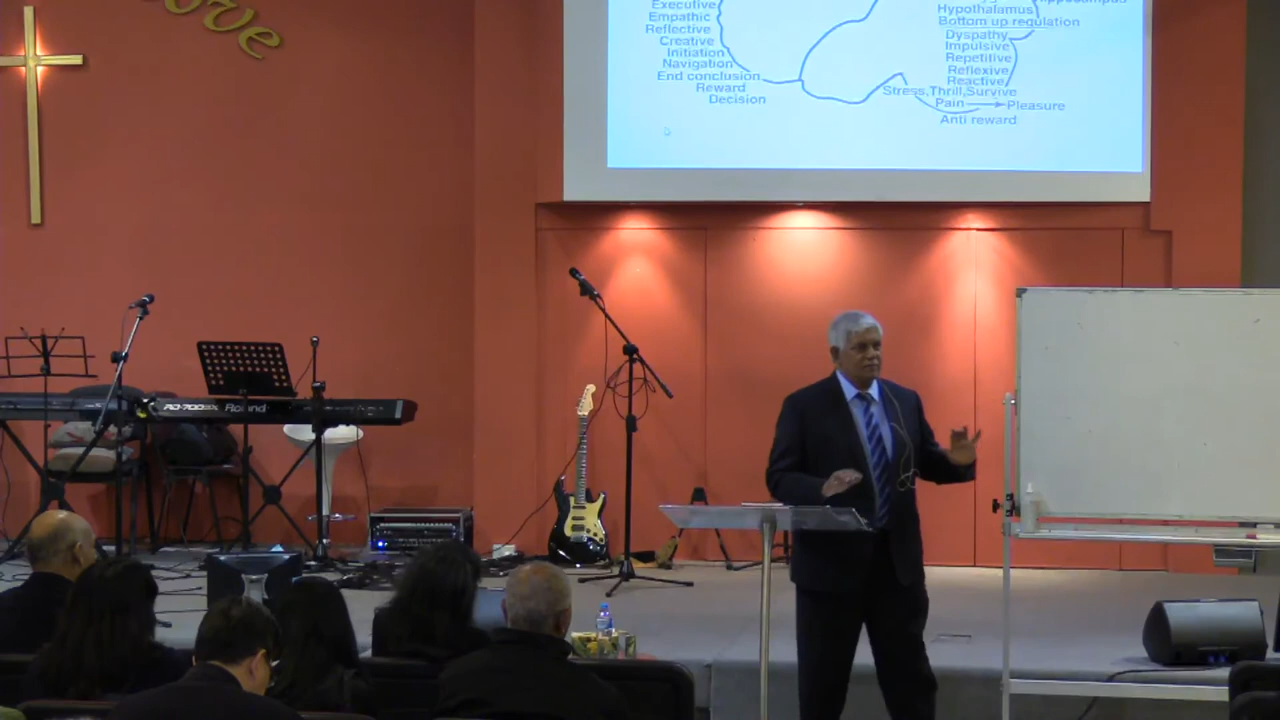 ove
Executive
Empathic
Reflective
Creative
Initiation
Navigation
End conclusion
Reward
Decision
Hippocampus
Hypothalamus
Bottom up regulation
Dyspathy
Impulsive
Repetitive
Reflexive
Reactive
Stress,Thrill,Survive
Pain Pleasure
Anti reward
RD-700SX Roland